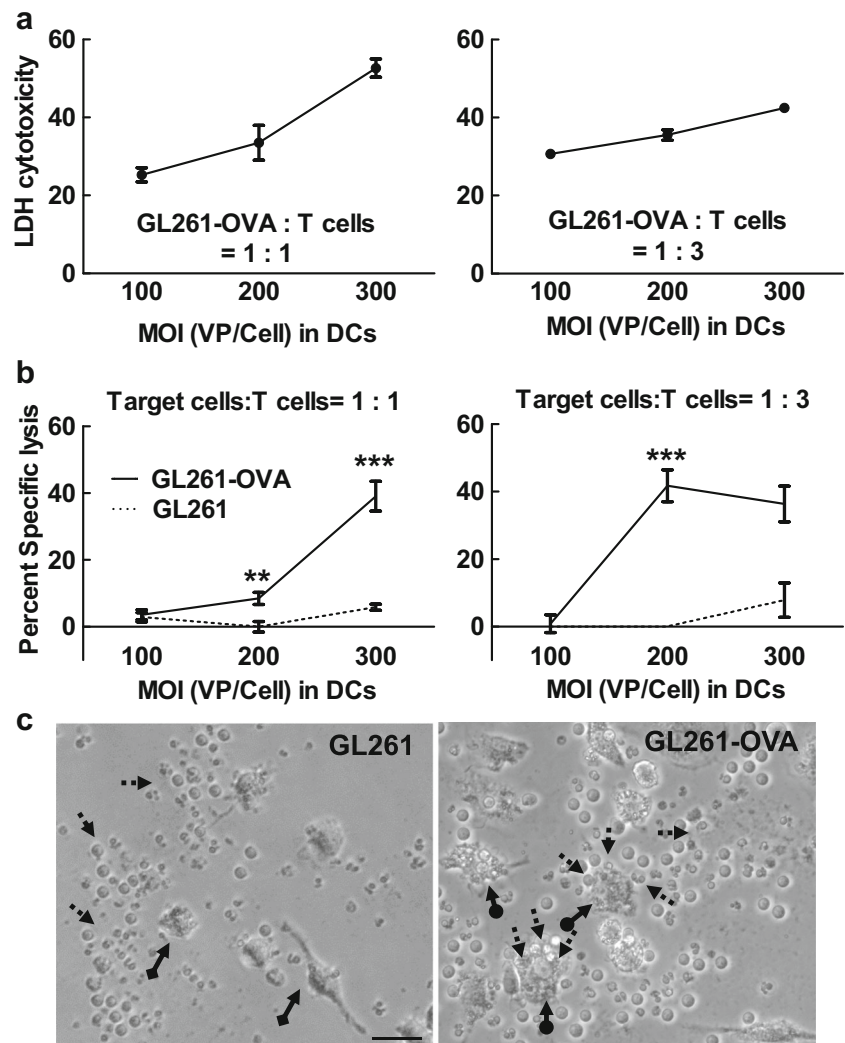 a
LDH cytotoxicity
60
40
20
0
GL261-OVA : T cells
= 1 : 1
100 200 300
MOI (VP/Cell) in DCs
60
40
20
0
GL261-OVA : T cells
= 1 : 3
100 200 300
MOI (VP/Cell) in DCs
b
Target cells:T cells= 1 : 1
Percent Specific lysis
60
40
20
0
GL261-OVA
GL261
**
***
100 200 300
MOI (VP/Cell) in DCs
Target cells:T cells= 1 : 3
60
40
20
0
***
100 200 300
MOI (VP/Cell) in DCs
c
GL261
GL261-OVA